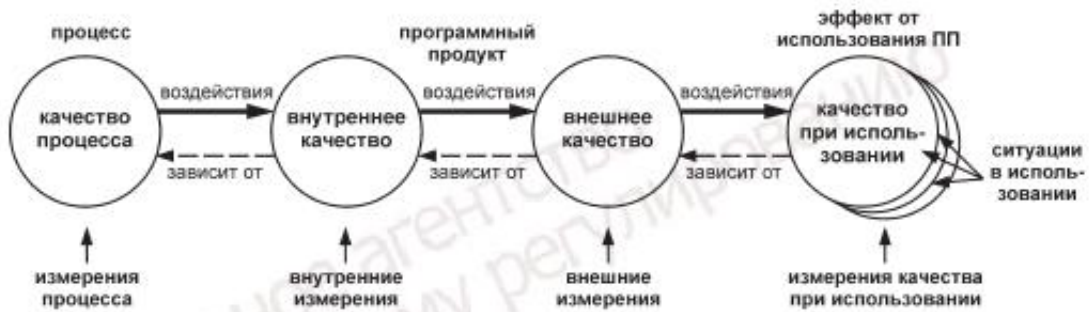 процесс
программный
продукт
эффект от
использования ПП
качество
процесса
воздействия
зависит от
внутреннее
качество
воздействия
зависит от
внешнее
качество
воздействия
зависит от
качество
при исполь-
зовании
ситуации
в исполь-
зовании
измерения
процесса
внутренние
измерения
внешние
измерения
измерения качества
при использовании
агентство
регулированию